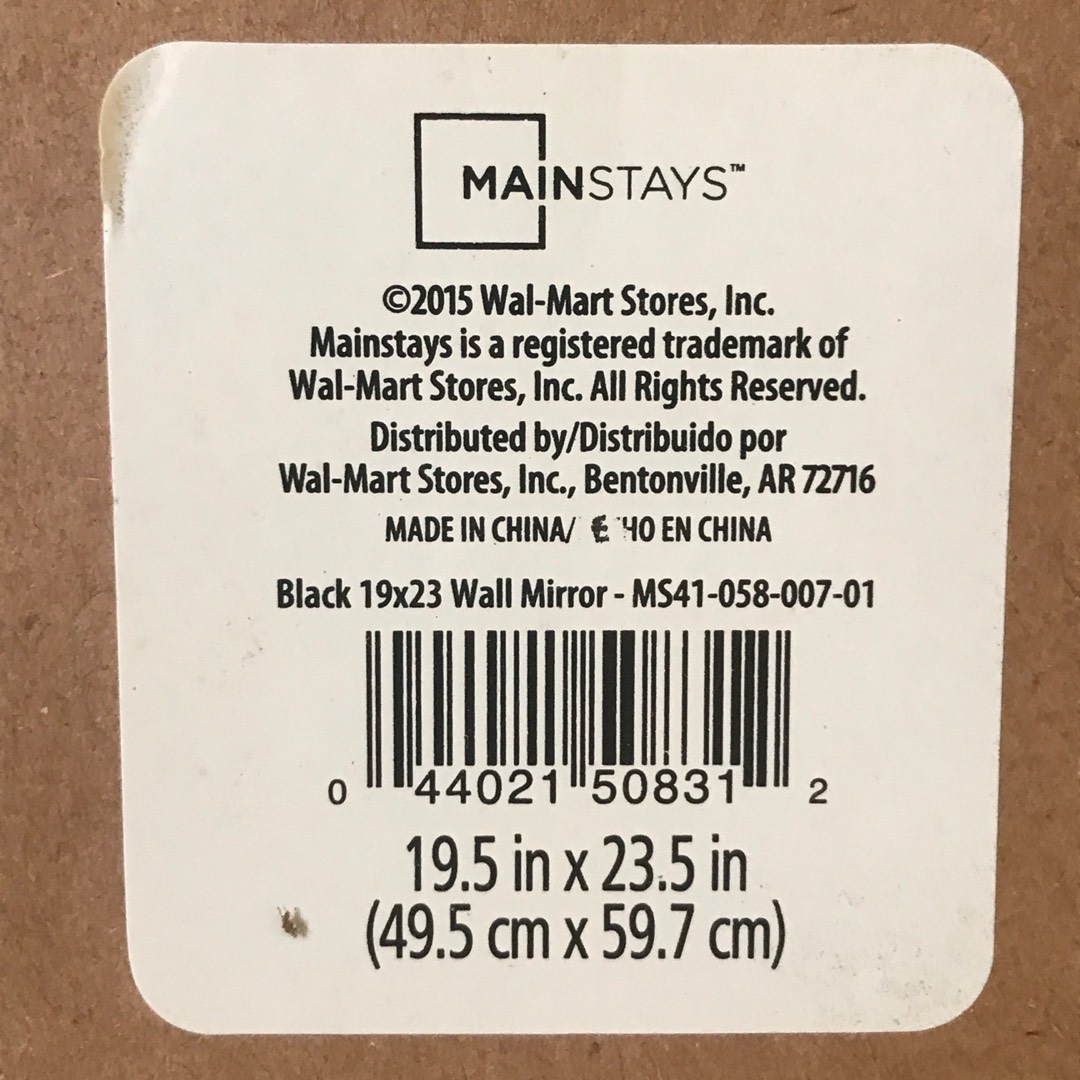 MAINSTAYS™
©2015 Wal-Mart Stores, Inc.
Mainstays is a registered trademark of
Wal-Mart Stores, Inc. All Rights Reserved.
Distributed by/Distribuido por
Wal-Mart Stores, Inc., Bentonville, AR 72716
MADE IN CHINA/ EN CHINA
Black 19x23 Wall Mirror - MS41-058-007-01
0 44021 50831 2
19.5 in x 23.5 in
(49.5 cm x 59.7 cm)